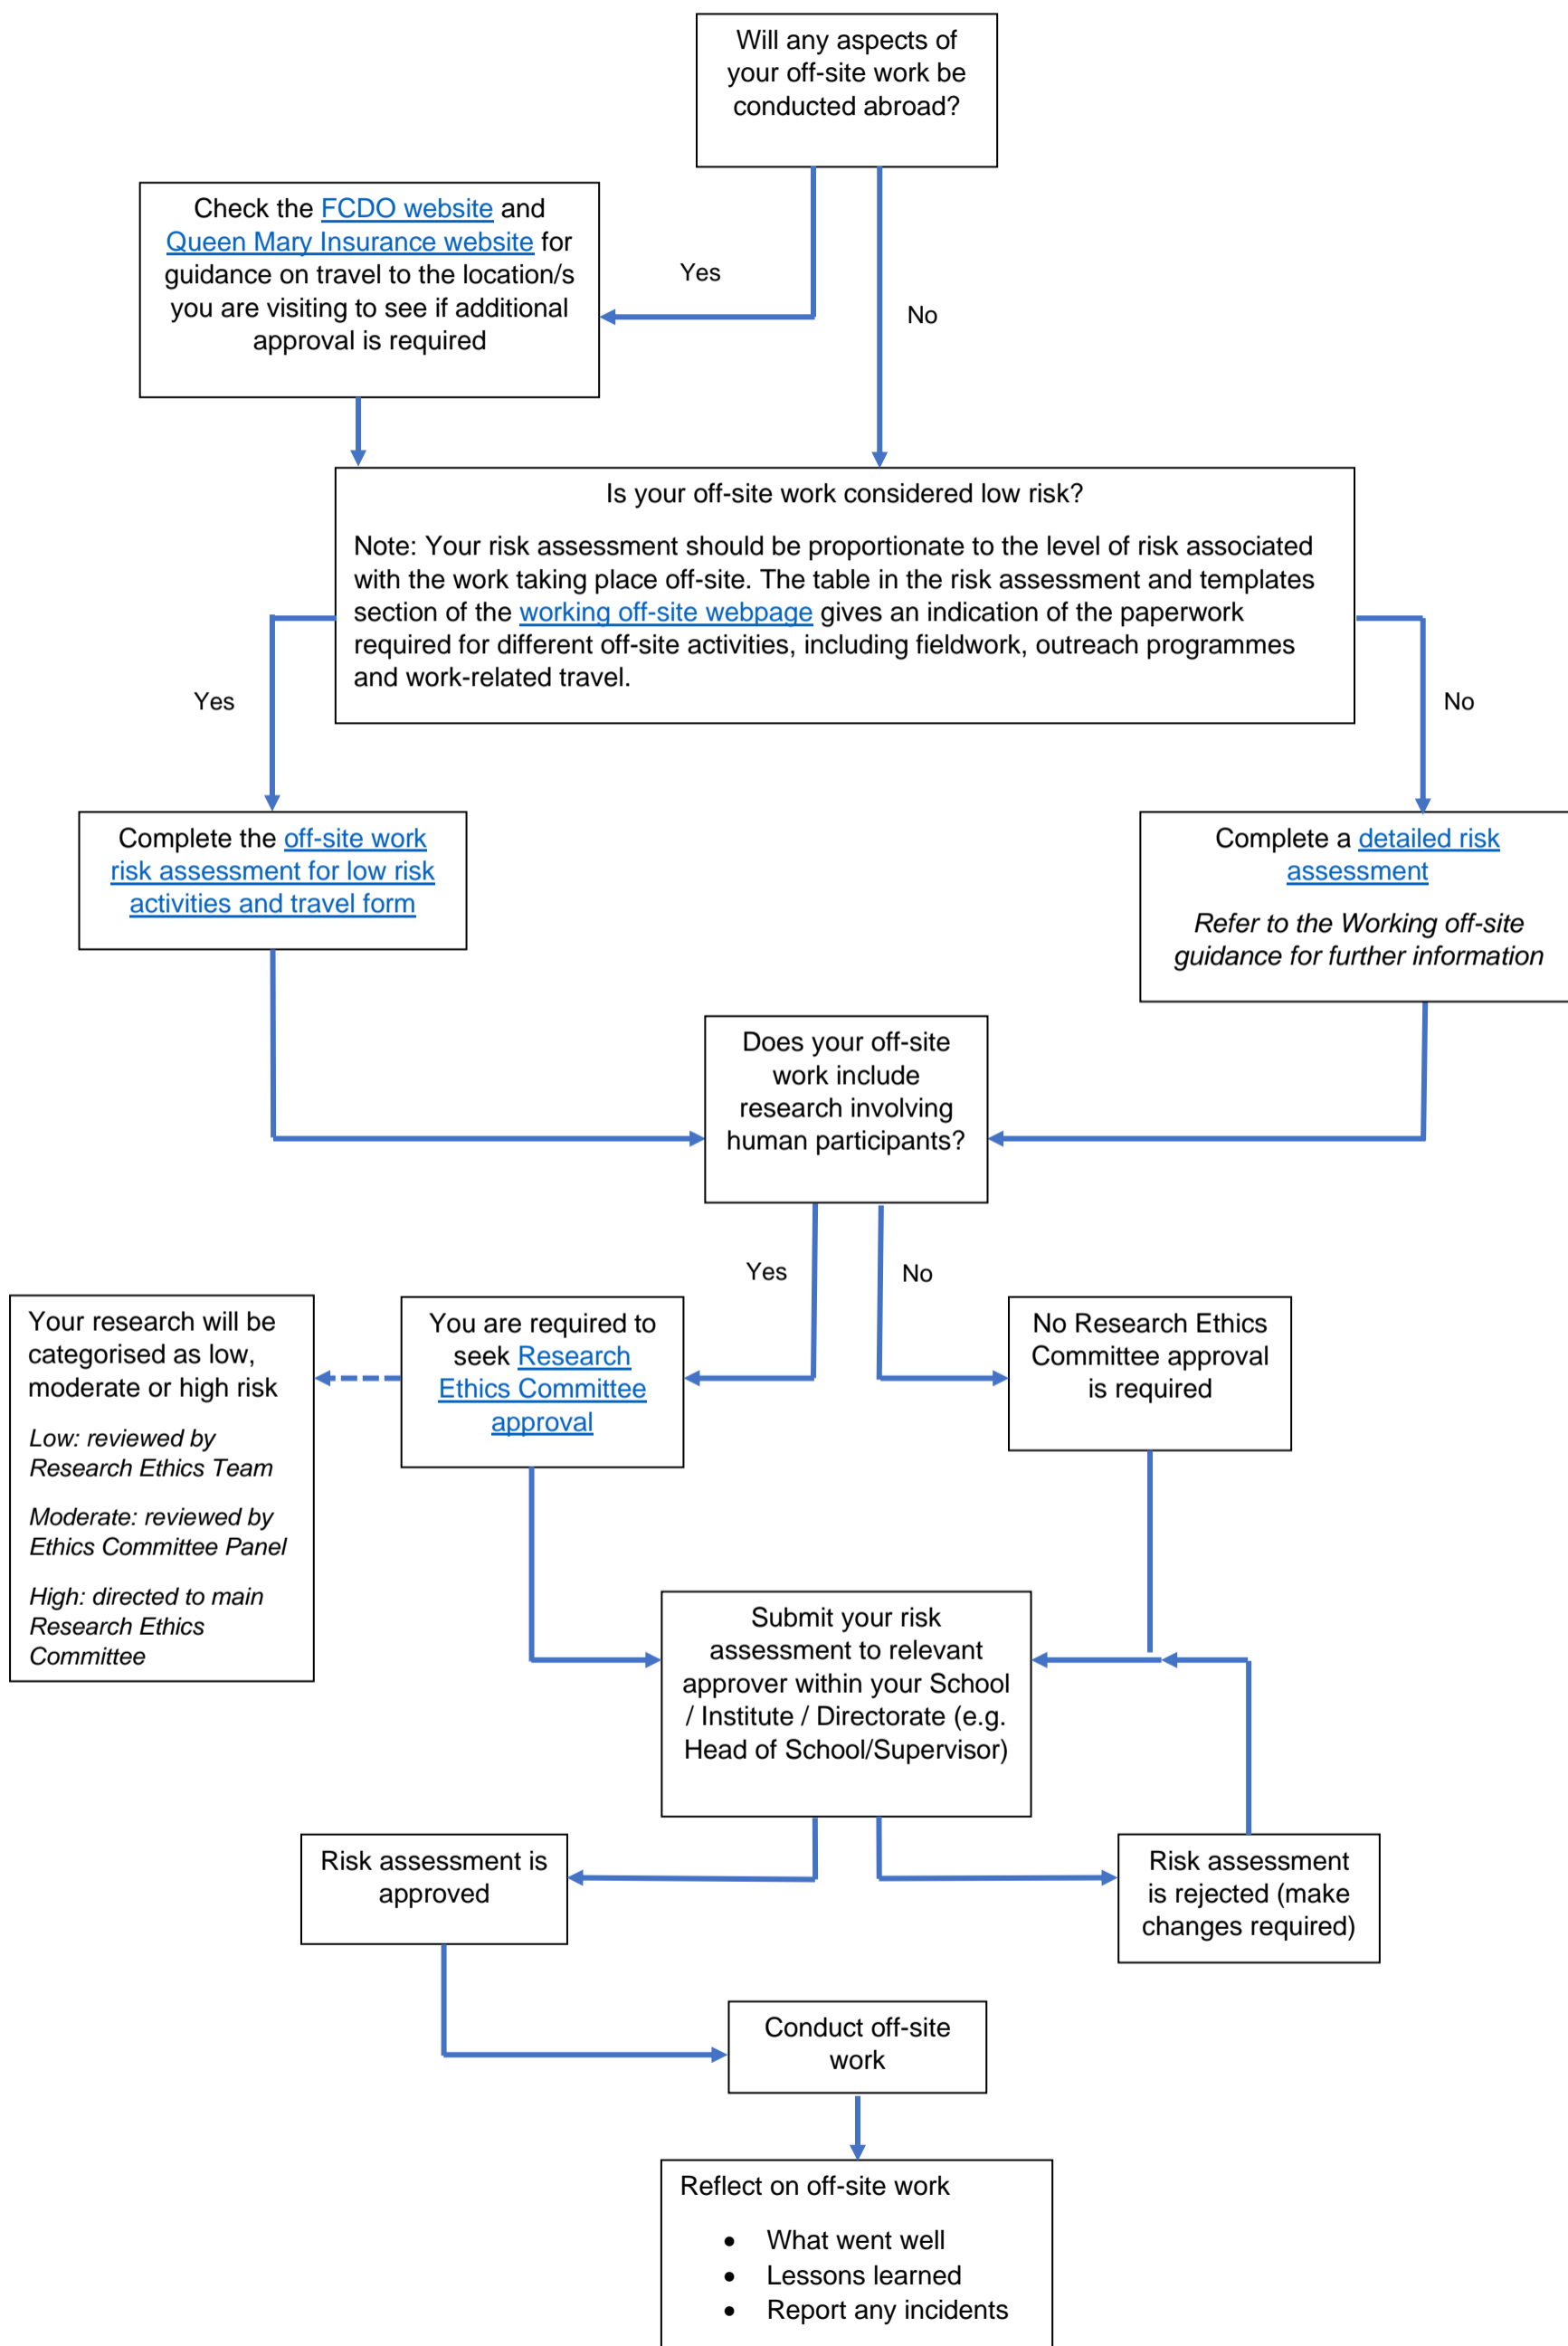 Will any aspects of
your off-site work be
conducted abroad?
Check the FCDO website and
Queen Mary Insurance website for
guidance on travel to the location/s
you are visiting to see if additional
approval is required
Yes
No
Is your off-site work considered low risk?
Note: Your risk assessment should be proportionate to the level of risk associated
with the work taking place off-site. The table in the risk assessment and templates
section of the working off-site webpage gives an indication of the paperwork
required for different off-site activities, including fieldwork, outreach programmes
and work-related travel.
Yes
No
Complete the off-site work
risk assessment for low risk
activities and travel form
Complete a detailed risk
assessment
Refer to the Working off-site
guidance for further information
Does your off-site
work include
research involving
human participants?
Yes
No
Your research will be
categorised as low,
moderate or high risk
Low: reviewed by
Research Ethics Team
Moderate: reviewed by
Ethics Committee Panel
High: directed to main
Research Ethics
Committee
You are required to
seek Research
Ethics Committee
approval
No Research Ethics
Committee approval
is required
Submit your risk
assessment to relevant
approver within your School
/ Institute / Directorate (e.g.
Head of School/Supervisor)
Risk assessment is
approved
Risk assessment
is rejected (make
changes required)
Conduct off-site
work
Reflect on off-site work
• What went well
• Lessons learned
• Report any incidents